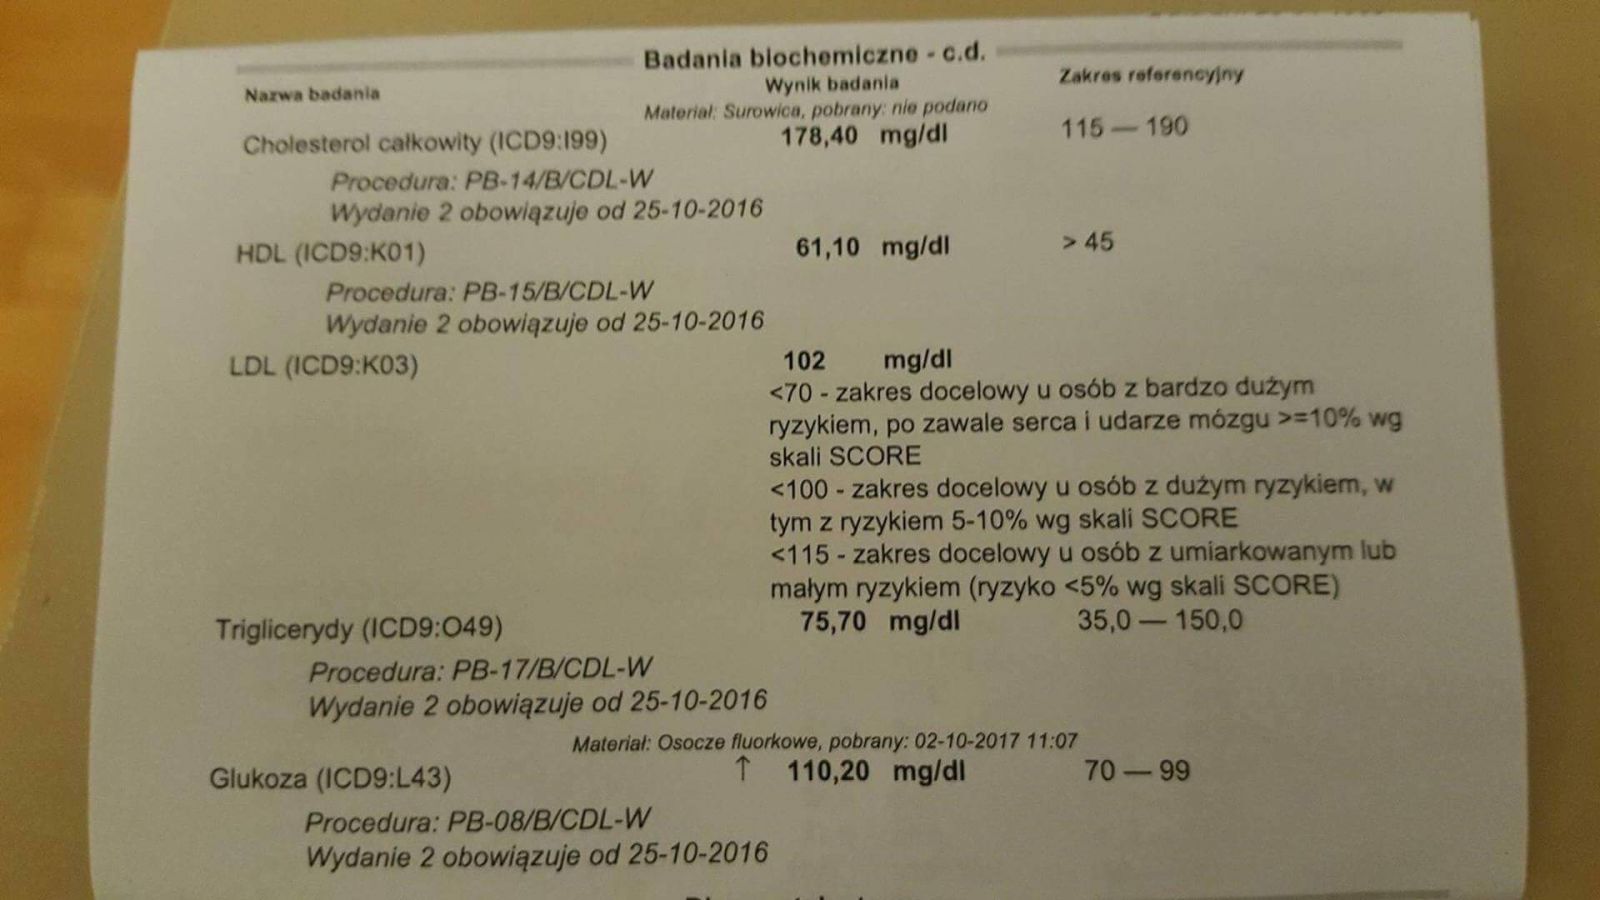 Badania biochemiczne - c.d.
Nazwa badania Wynik badania Zakres referencyjny
Materiał: Surowica, pobrany: nie podano
Cholesterol całkowity (ICD9:I99) 178,40 mg/dl 115 — 190
Procedura: PB-14/B/CDL-W
Wydanie 2 obowiązuje od 25-10-2016
HDL (ICD9:K01) 61,10 mg/dl > 45
Procedura: PB-15/B/CDL-W
Wydanie 2 obowiązuje od 25-10-2016
LDL (ICD9:K03) 102 mg/dl
<70 - zakres docelowy u osób z bardzo dużym
ryzykiem, po zawale serca i udarze mózgu >=10% wg
skali SCORE
<100 - zakres docelowy u osób z dużym ryzykiem, w
tym z ryzykiem 5-10% wg skali SCORE
<115 - zakres docelowy u osób z umiarkowanym lub
małym ryzykiem (ryzyko <5% wg skali SCORE)
Triglicerydy (ICD9:O49) 75,70 mg/dl 35,0 — 150,0
Procedura: PB-17/B/CDL-W
Wydanie 2 obowiązuje od 25-10-2016
Materiał: Osocze fluorkowe, pobrany: 02-10-2017 11:07
Glukoza (ICD9:L43) ↑ 110,20 mg/dl 70 — 99
Procedura: PB-08/B/CDL-W
Wydanie 2 obowiązuje od 25-10-2016